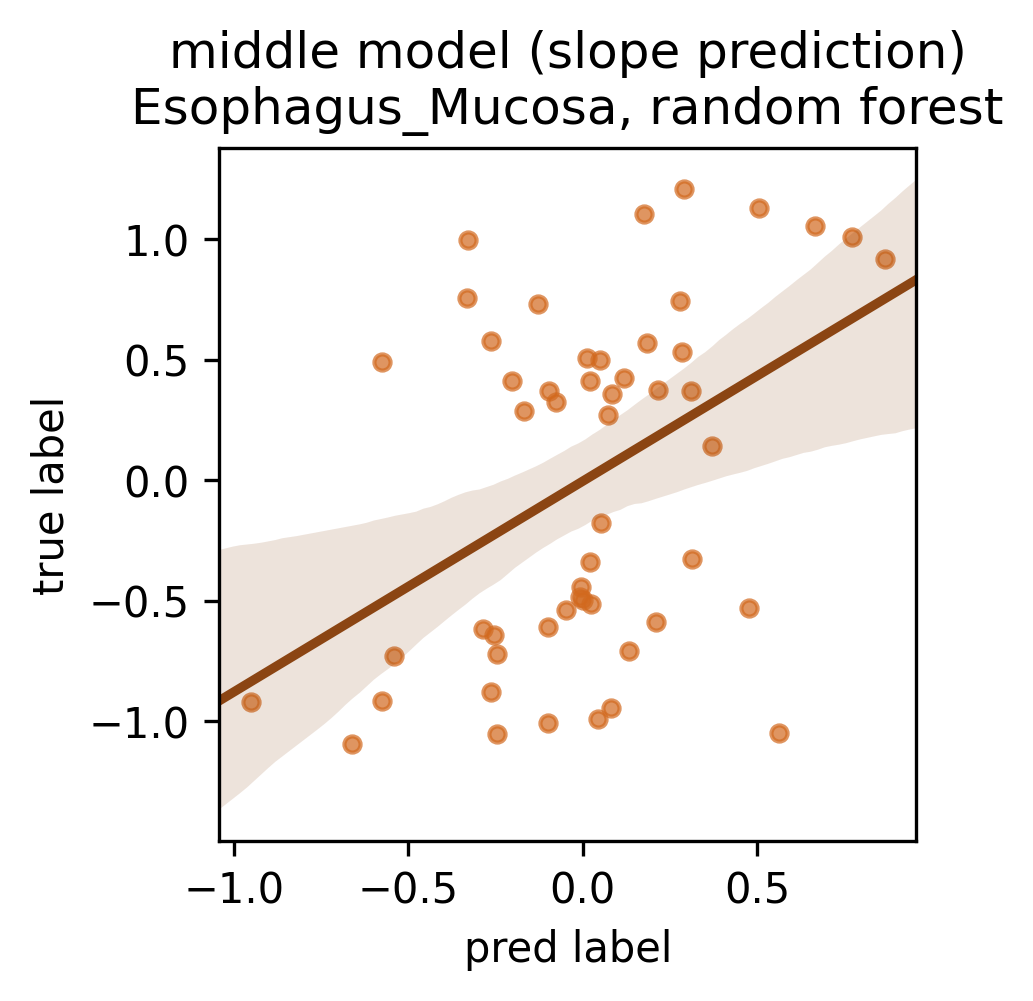 middle model (slope prediction)
Esophagus_Mucosa, random forest
1.0
0.5
0.0
−0.5
−1.0
true label
−1.0 −0.5 0.0 0.5
pred label